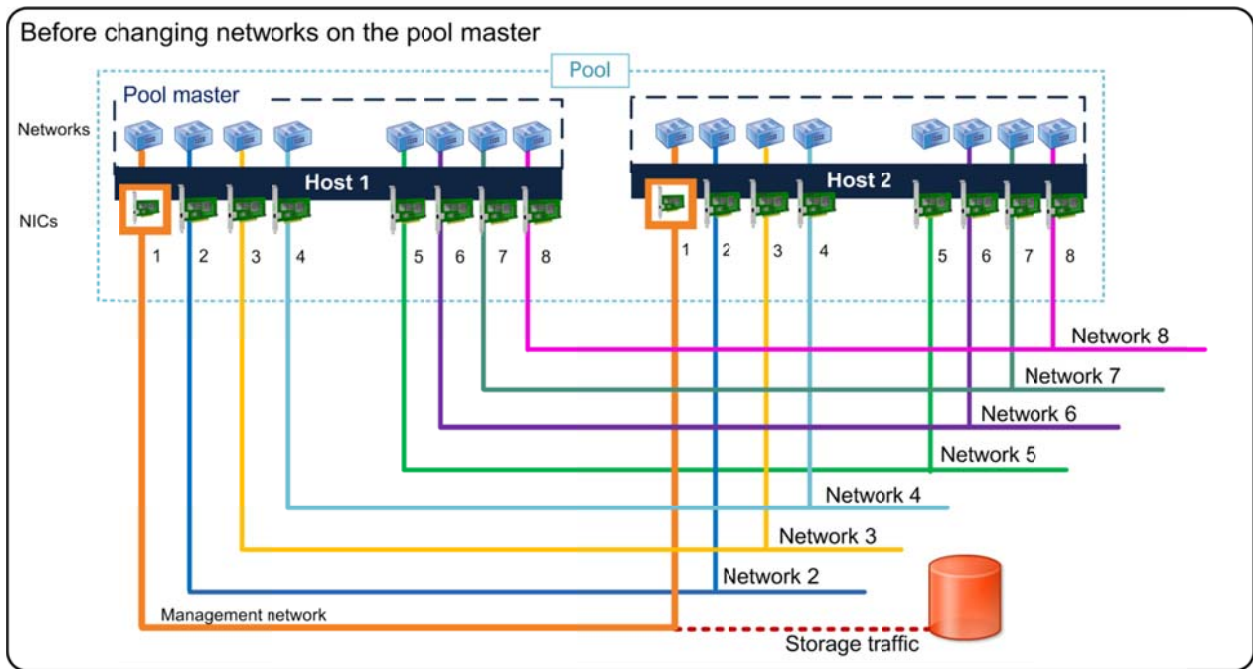 Before changing networks on the pool master
Pool
Pool master
Networks
Host 1
Host 2
NICs
1 2 3 4 5 6 7 8
1 2 3 4 5 6 7 8
Network 8
Network 7
Network 6
Network 5
Network 4
Network 3
Network 2
Management network
Storage traffic